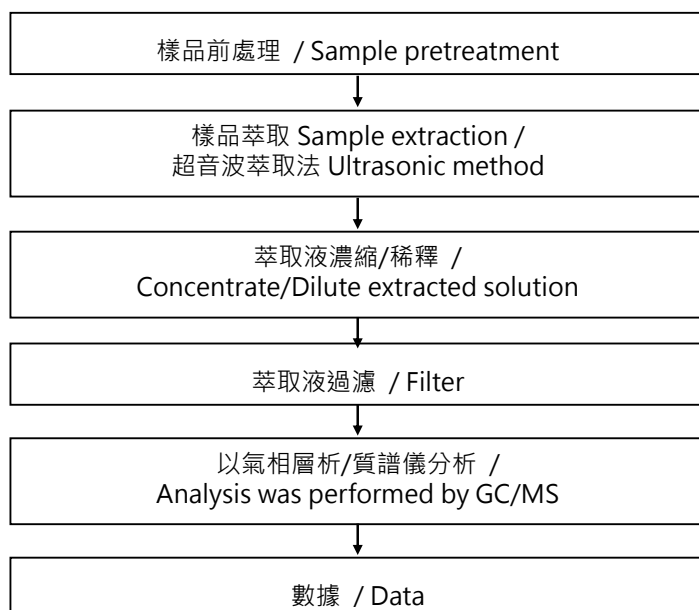 樣品前處理 / Sample pretreatment
樣品萃取 Sample extraction /
超音波萃取法 Ultrasonic method
萃取液濃縮/稀釋 /
Concentrate/Dilute extracted solution
萃取液過濾 / Filter
以氣相層析/質譜儀分析 /
Analysis was performed by GC/MS
數據 / Data